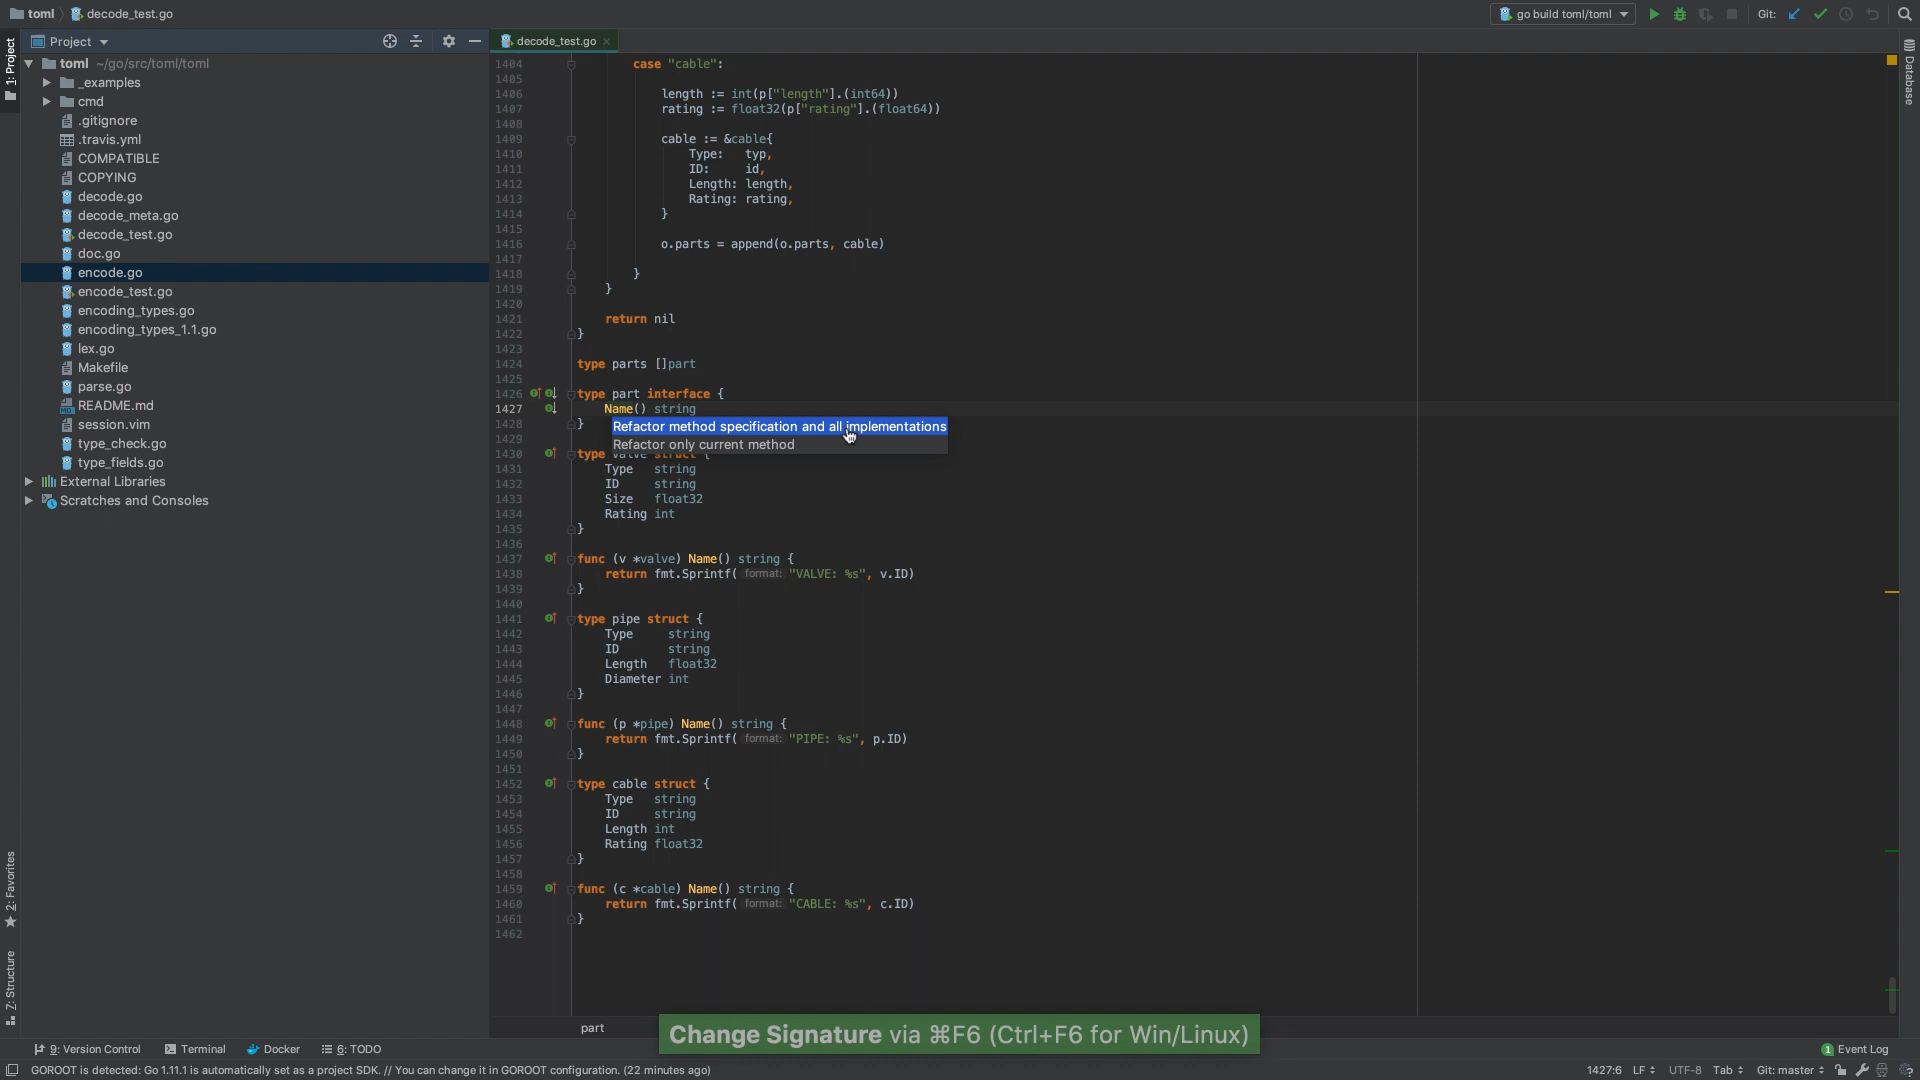 toml
decode_test.go
go build toml/toml
Git:
1: Project
Project
decode_test.go
Database
toml ~/go/src/toml/toml
_examples
cmd
.gitignore
.travis.yml
COMPATIBLE
COPYING
decode.go
decode_meta.go
decode_test.go
doc.go
encode.go
encode_test.go
encoding_types.go
encoding_types_1.1.go
lex.go
Makefile
parse.go
README.md
session.vim
type_check.go
type_fields.go
External Libraries
Scratches and Consoles
2: Favorites
7: Structure
1404 case "cable":
1405
1406 length := int(p["length"].(int64))
1407 rating := float32(p["rating"].(float64))
1408
1409 cable := &cable{
1410 Type: typ,
1411 ID: id,
1412 Length: length,
1413 Rating: rating,
1414 }
1415
1416 o.parts = append(o.parts, cable)
1417
1418 }
1419 }
1420
1421 return nil
1422 }
1423
1424 type parts []part
1425
1426 type part interface {
1427 Name() string
1428 }
Refactor method specification and all implementations
1429
Refactor only current method
1430 type valve struct {
1431 Type string
1432 ID string
1433 Size float32
1434 Rating int
1435 }
1436
1437 func (v *valve) Name() string {
1438 return fmt.Sprintf( format: "VALVE: %s", v.ID)
1439 }
1440
1441 type pipe struct {
1442 Type string
1443 ID string
1444 Length float32
1445 Diameter int
1446 }
1447
1448 func (p *pipe) Name() string {
1449 return fmt.Sprintf( format: "PIPE: %s", p.ID)
1450 }
1451
1452 type cable struct {
1453 Type string
1454 ID string
1455 Length int
1456 Rating float32
1457 }
1458
1459 func (c *cable) Name() string {
1460 return fmt.Sprintf( format: "CABLE: %s", c.ID)
1461 }
1462
part
Change Signature via ⌘F6 (Ctrl+F6 for Win/Linux)
9: Version Control
Terminal
Docker
6: TODO
1 Event Log
GOROOT is detected: Go 1.11.1 is automatically set as a project SDK. // You can change it in GOROOT configuration. (22 minutes ago)
1427:6 LF UTF-8 Tab Git: master